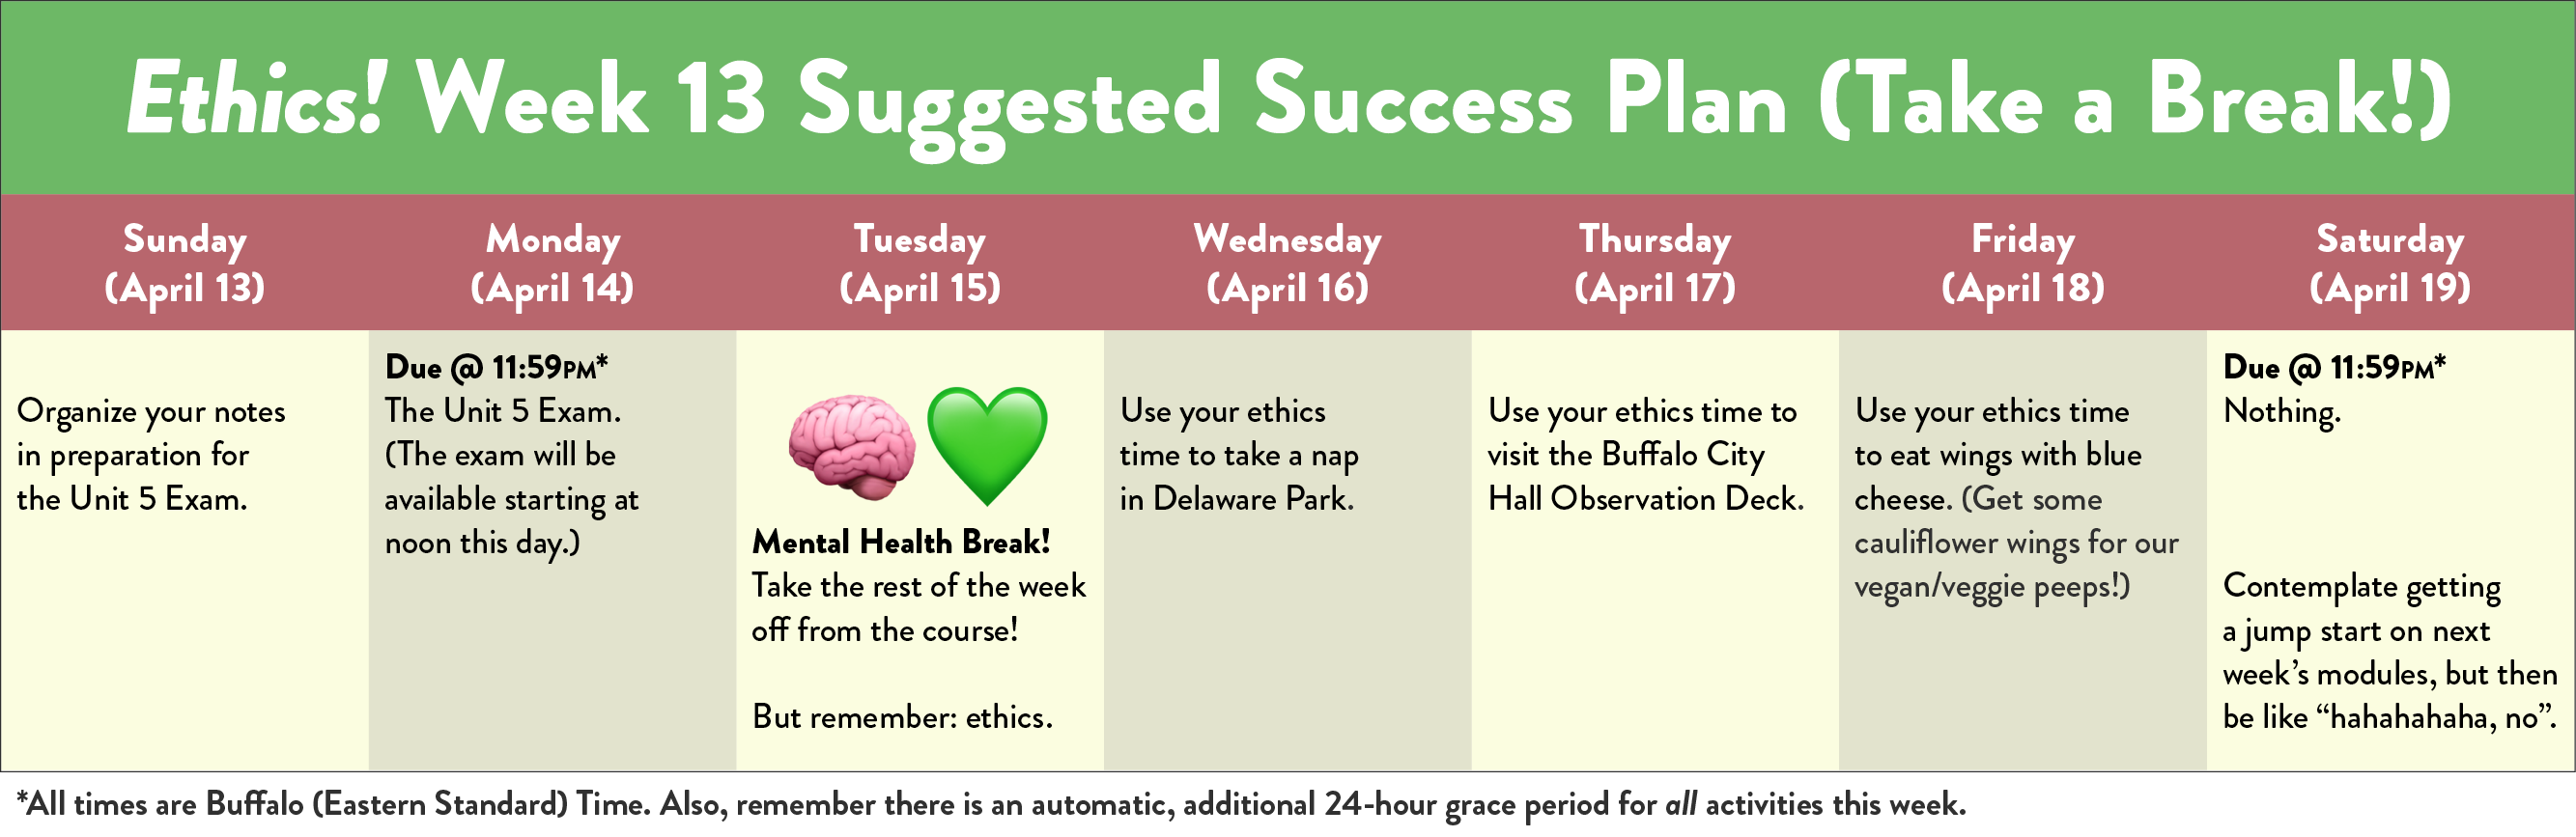 Ethics! Week 13 Suggested Success Plan (Take a Break!)
Sunday
(April 13)
Monday
(April 14)
Tuesday
(April 15)
Wednesday
(April 16)
Thursday
(April 17)
Friday
(April 18)
Saturday
(April 19)
Organize your notes
in preparation for
the Unit 5 Exam.
Due @ 11:59PM*
The Unit 5 Exam.
(The exam will be
available starting at
noon this day.)
Mental Health Break!
Take the rest of the week
off from the course!
But remember: ethics.
Use your ethics
time to take a nap
in Delaware Park.
Use your ethics time to
visit the Buffalo City
Hall Observation Deck.
Use your ethics time
to eat wings with blue
cheese. (Get some
cauliflower wings for our
vegan/veggie peeps!)
Due @ 11:59PM*
Nothing.
Contemplate getting
a jump start on next
week's modules, but then
be like "hahahahaha, no".
*All times are Buffalo (Eastern Standard) Time. Also, remember there is an automatic, additional 24-hour grace period for all activities this week.